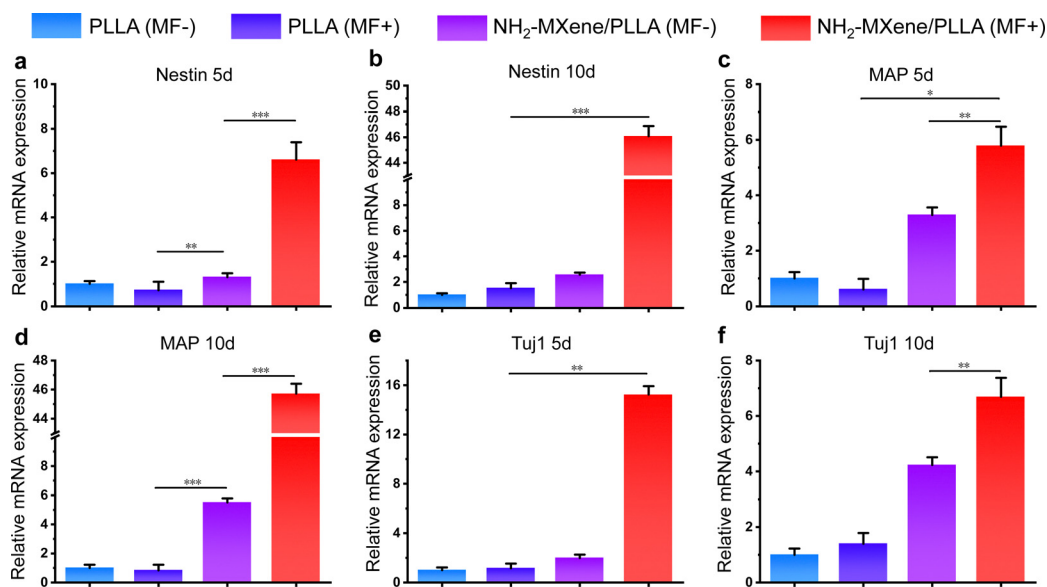 PLLA (MF-) PLLA (MF+) NH₂-MXene/PLLA (MF-) NH₂-MXene/PLLA (MF+)
a
Nestin 5d
Relative mRNA expression
10
8
6
4
2
0
**
***
b
Nestin 10d
Relative mRNA expression
50
48
46
44
10
8
6
4
2
0
***
c
MAP 5d
Relative mRNA expression
8
6
4
2
0
*
**
d
MAP 10d
Relative mRNA expression
48
46
44
8
6
4
2
0
***
***
e
Tuj1 5d
Relative mRNA expression
18
16
14
4
2
0
**
f
Tuj1 10d
Relative mRNA expression
8
6
4
2
0
**